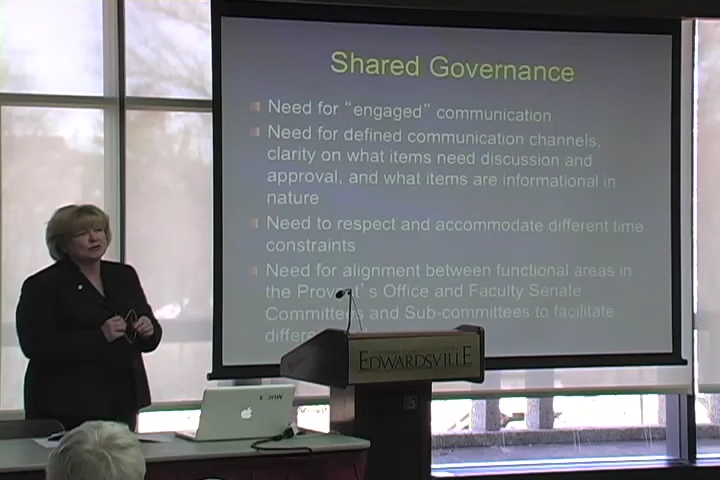 Shared Governance
Need for “engaged” communication
Need for defined communication channels,
clarity on what items need discussion and
approval, and what items are informational in
nature
Need to respect and accommodate different time
constraints
Need for alignment between functional areas in
the Provost's Office and Faculty Senate
Committees and Sub-committees to facilitate
EDWARDSVILLE
MUC 2